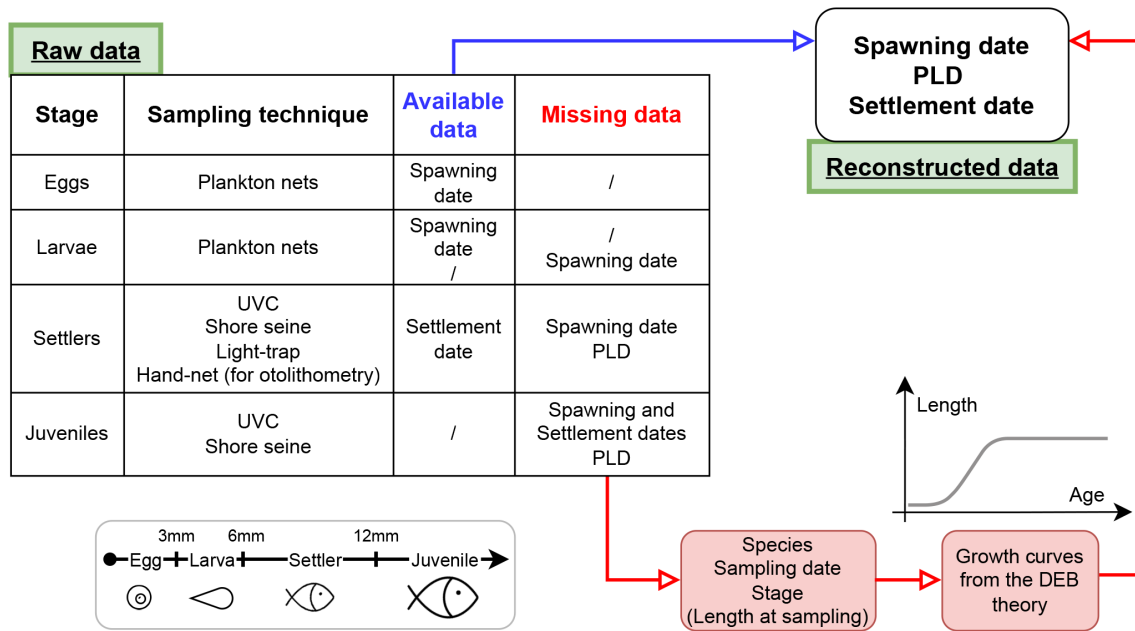 Raw data
Stage
Sampling technique
Available
data
Missing data
Eggs
Plankton nets
Spawning
date
/
Larvae
Plankton nets
Spawning
date
/
/
Spawning date
Settlers
UVC
Shore seine
Light-trap
Hand-net (for otolithometry)
Settlement
date
Spawning date
PLD
Juveniles
UVC
Shore seine
/
Spawning and
Settlement dates
PLD
Spawning date
PLD
Settlement date
Reconstructed data
Length
Age
3mm
6mm
12mm
Egg
Larva
Settler
Juvenile
Species
Sampling date
Stage
(Length at sampling)
Growth curves
from the DEB
theory